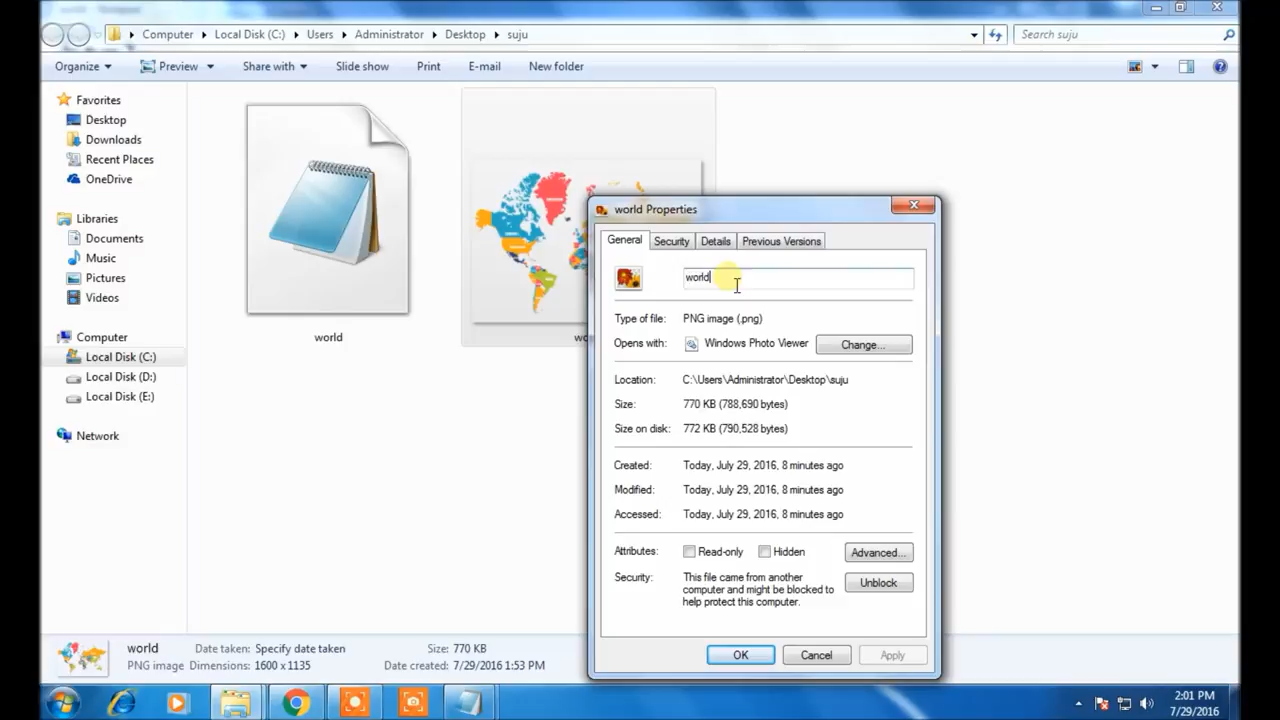 Computer Local Disk (C:) Users Administrator Desktop suju
Search suju
Organize Preview Share with Slide show Print E-mail New folder
Favorites
Desktop
Downloads
Recent Places
OneDrive
Libraries
Documents
Music
Pictures
Videos
Computer
Local Disk (C:)
Local Disk (D:)
Local Disk (E:)
Network
world
world Properties
General Security Details Previous Versions
world
Type of file: PNG image (.png)
Opens with: Windows Photo Viewer Change...
Location: C:\Users\Administrator\Desktop\suju
Size: 770 KB (788,690 bytes)
Size on disk: 772 KB (790,528 bytes)
Created: Today, July 29, 2016, 8 minutes ago
Modified: Today, July 29, 2016, 8 minutes ago
Accessed: Today, July 29, 2016, 8 minutes ago
Attributes: Read-only Hidden Advanced...
Security: This file came from another
computer and might be blocked to
help protect this computer.
Unblock
OK Cancel Apply
world Date taken: Specify date taken Size: 770 KB
PNG image Dimensions: 1600 x 1135 Date created: 7/29/2016 1:53 PM
2:01 PM
7/29/2016